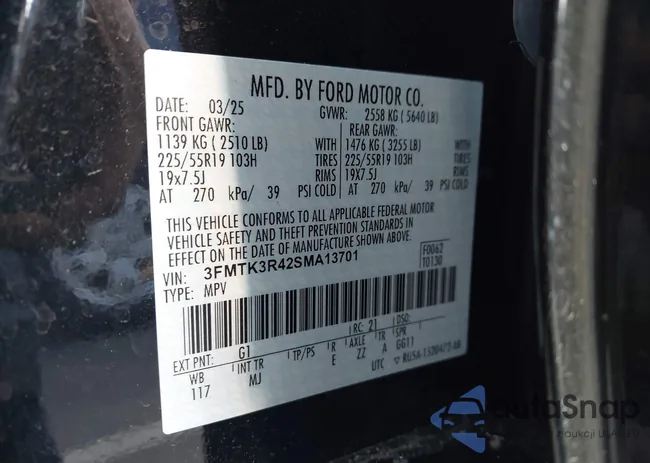 MFD. BY FORD MOTOR CO.
DATE: 03/25 GVWR: 2558 KG ( 5640 LB)
FRONT GAWR: REAR GAWR:
1139 KG ( 2510 LB) WITH 1476 KG ( 3255 LB) WITH
225/55R19 103H TIRES 225/55R19 103H TIRES
19x7.5J RIMS 19X7.5J RIMS
AT 270 kPa/ 39 PSI COLD AT 270 kPa/ 39 PSI COLD
THIS VEHICLE CONFORMS TO ALL APPLICABLE FEDERAL MOTOR
VEHICLE SAFETY AND THEFT PREVENTION STANDARDS IN
EFFECT ON THE DATE OF MANUFACTURE SHOWN ABOVE.
VIN: 3FMTK3R42SMA13701 F0062
TYPE: MPV T0130
RC: 21 DSO:
EXT PNT: G1 TP/PS R AXLE TR SPR
WB INT TR E ZZ A GG11
117 MJ UTC
autoSnap
z aukcji